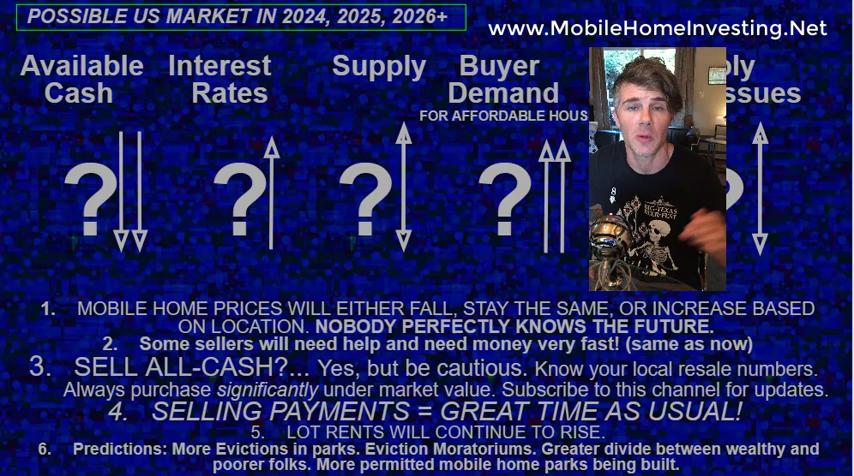 POSSIBLE US MARKET IN 2024, 2025, 2026+
www.MobileHomeInvesting.Net
Available Cash
Interest Rates
Supply
Buyer Demand
FOR AFFORDABLE HOUS
ply
ssues
? ? ? ? ?
1. MOBILE HOME PRICES WILL EITHER FALL, STAY THE SAME, OR INCREASE BASED
ON LOCATION. NOBODY PERFECTLY KNOWS THE FUTURE.
2. Some sellers will need help and need money very fast! (same as now)
3. SELL ALL-CASH?... Yes, but be cautious. Know your local resale numbers.
Always purchase significantly under market value. Subscribe to this channel for updates.
4. SELLING PAYMENTS = GREAT TIME AS USUAL!
5. LOT RENTS WILL CONTINUE TO RISE.
6. Predictions: More Evictions in parks. Eviction Moratoriums. Greater divide between wealthy and
poorer folks. More permitted mobile home parks being built.